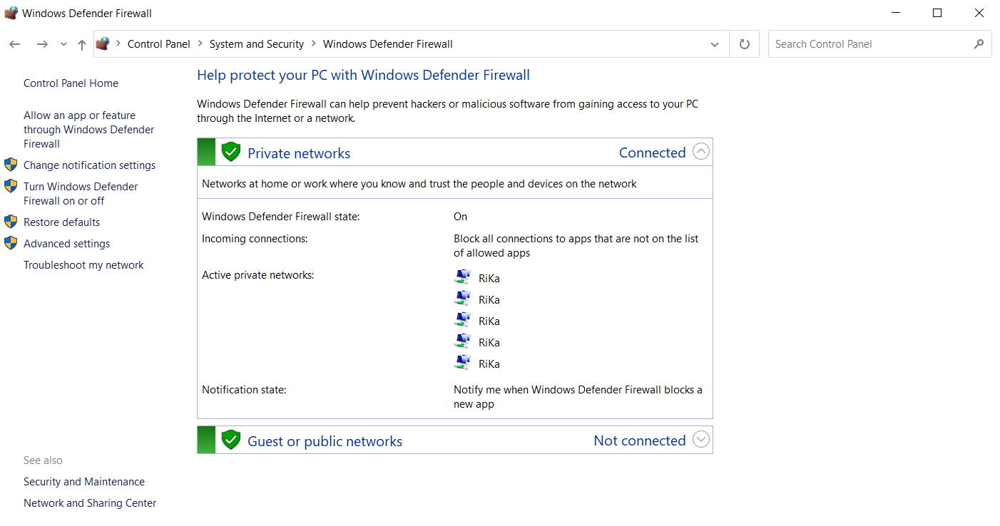 Windows Defender Firewall
Control Panel
System and Security
Windows Defender Firewall
Search Control Panel
Control Panel Home
Allow an app or feature
through Windows Defender
Firewall
Change notification settings
Turn Windows Defender
Firewall on or off
Restore defaults
Advanced settings
Troubleshoot my network
See also
Security and Maintenance
Network and Sharing Center
Help protect your PC with Windows Defender Firewall
Windows Defender Firewall can help prevent hackers or malicious software from gaining access to your PC
through the Internet or a network.
Private networks
Connected
Networks at home or work where you know and trust the people and devices on the network
Windows Defender Firewall state:
On
Incoming connections:
Block all connections to apps that are not on the list
of allowed apps
Active private networks:
RiKa
RiKa
RiKa
RiKa
RiKa
Notification state:
Notify me when Windows Defender Firewall blocks a
new app
Guest or public networks
Not connected